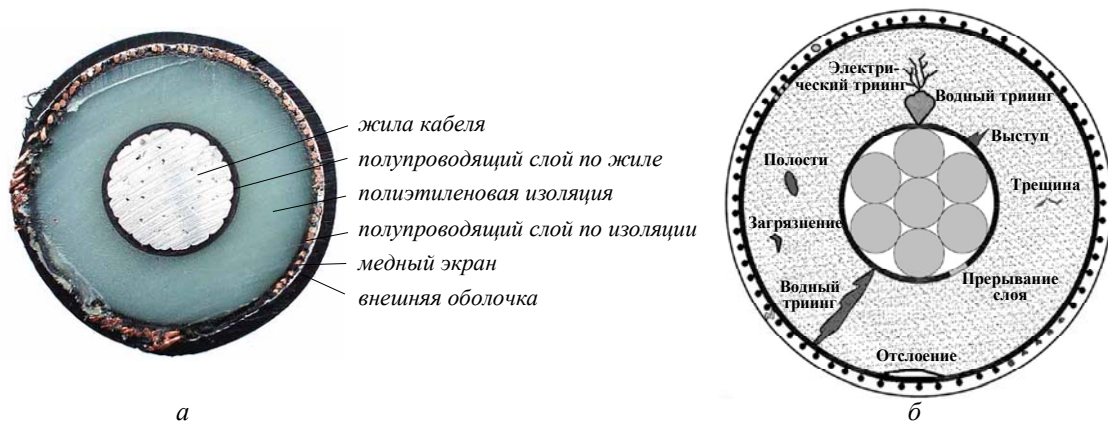 жила кабеля
полупроводящий слой по жиле
полиэтиленовая изоляция
полупроводящий слой по изоляции
медный экран
внешняя оболочка
а
Электри-
ческий триинг
Водный триинг
Выступ
Полости
Трещина
Загрязнение
Водный
триинг
Прерывание
слоя
Отслоение
б